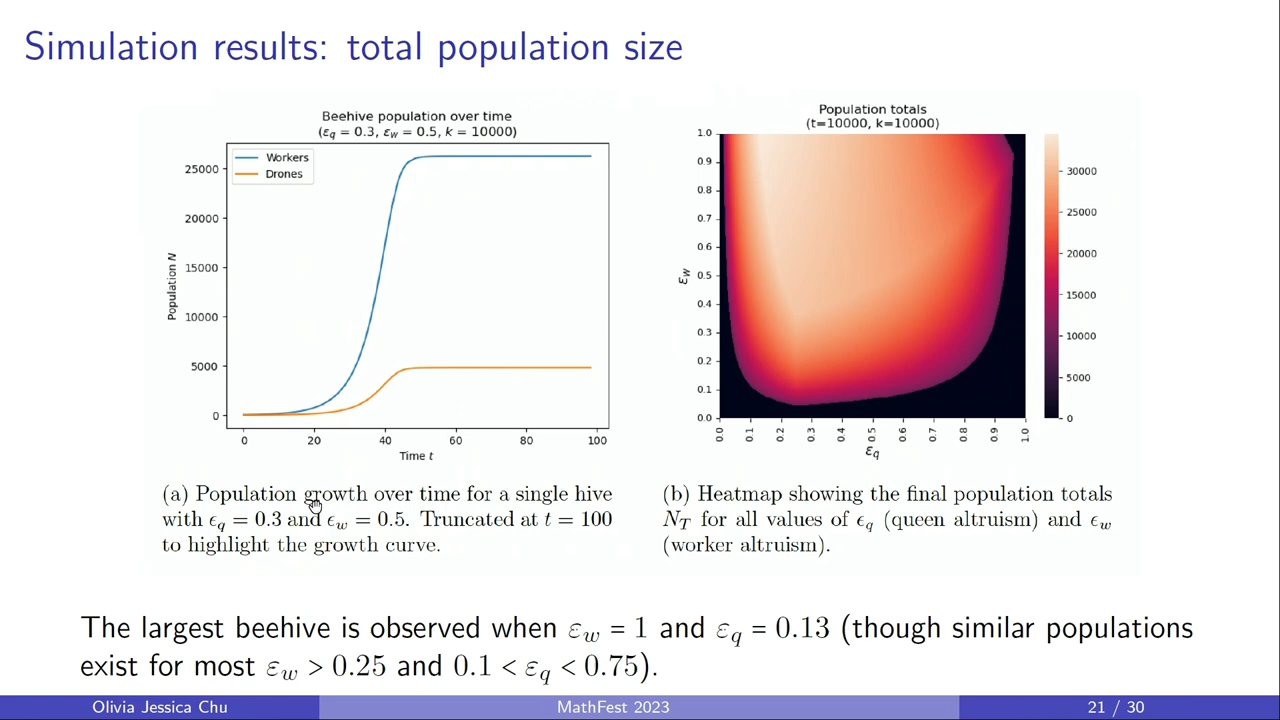 Simulation results: total population size
Beehive population over time
(εq = 0.3, εw = 0.5, k = 10000)
Workers
Drones
25000
20000
15000
10000
5000
0
Population N
0 20 40 60 80 100
Time t
Population totals
(t=10000, k=10000)
1.0
0.9
0.8
0.7
0.6
0.5
0.4
0.3
0.2
0.1
0.0
εw
0.0 0.1 0.2 0.3 0.4 0.5 0.6 0.7 0.8 0.9 1.0
εq
30000
25000
20000
15000
10000
5000
0
(a) Population growth over time for a single hive
with ϵq = 0.3 and ϵw = 0.5. Truncated at t = 100
to highlight the growth curve.
(b) Heatmap showing the final population totals
NT for all values of ϵq (queen altruism) and ϵw
(worker altruism).
The largest beehive is observed when εw = 1 and εq = 0.13 (though similar populations
exist for most εw > 0.25 and 0.1 < εq < 0.75).
Olivia Jessica Chu MathFest 2023 21 / 30